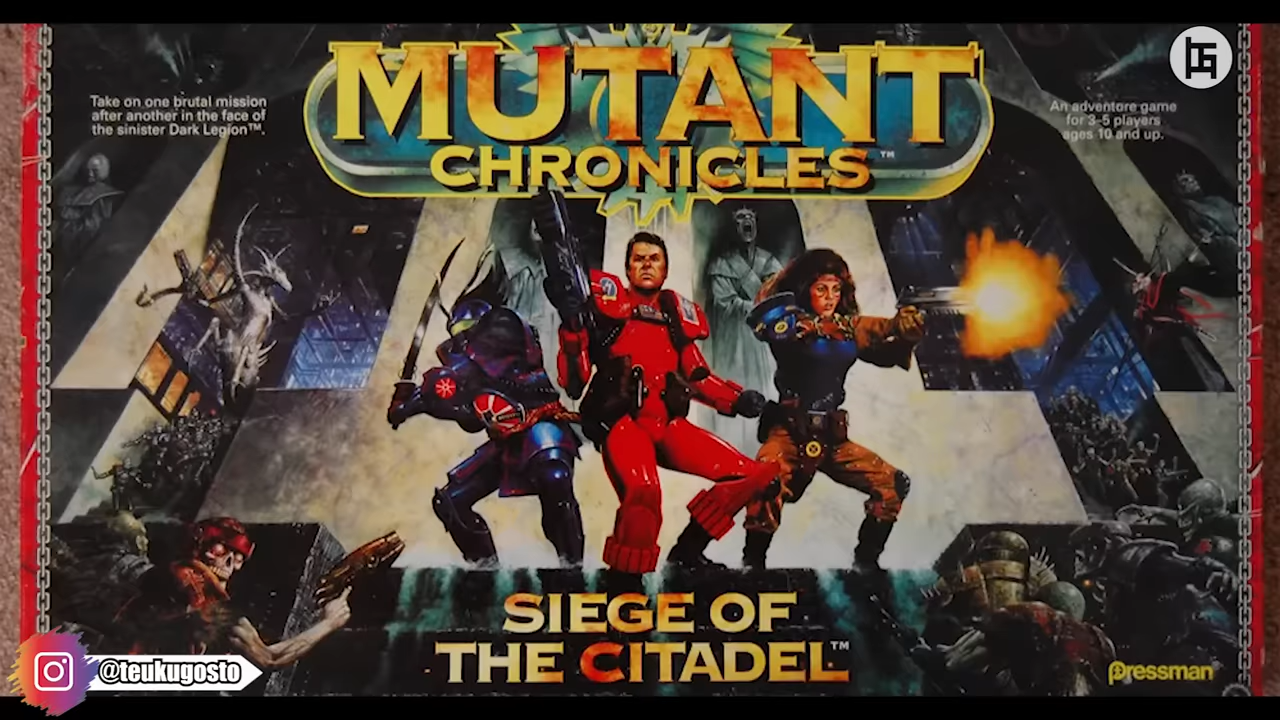 MUTANT
CHRONICLES™
Take on one brutal mission
after another in the face of
the sinister Dark Legion™.
An adventure game
for 3-5 players
ages 10 and up.
SIEGE OF
THE CITADEL™
Pressman
@teukugosto